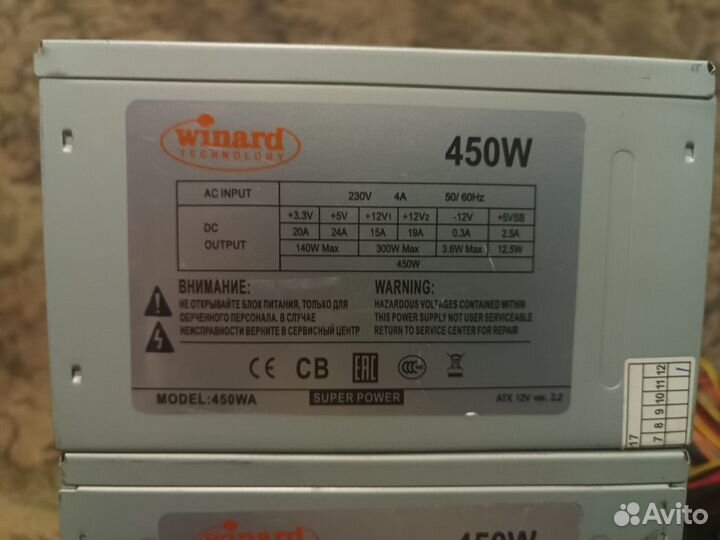 winard
TECHNOLOGY
450W
AC INPUT 230V 4A 50/ 60Hz
DC OUTPUT +3.3V +5V +12V1 +12V2 -12V +5VSB
20A 24A 15A 19A 0.3A 2.5A
140W Max 300W Max 3.6W Max 12.5W
450W
ВНИМАНИЕ:
НЕ ОТКРЫВАЙТЕ БЛОК ПИТАНИЯ, ТОЛЬКО ДЛЯ
ОБУЧЕННОГО ПЕРСОНАЛА. В СЛУЧАЕ
НЕИСПРАВНОСТИ ВЕРНИТЕ В СЕРВИСНЫЙ ЦЕНТР
WARNING:
HAZARDOUS VOLTAGES CONTAINED WITHIN
THIS POWER SUPPLY NOT USER SERVICEABLE
RETURN TO SERVICE CENTER FOR REPAIR
CE CB EAC CCC
MODEL:450WA
SUPER POWER
ATX 12V ver. 2.2
17
7 8 9 10 11 12
winard
450W
Avito